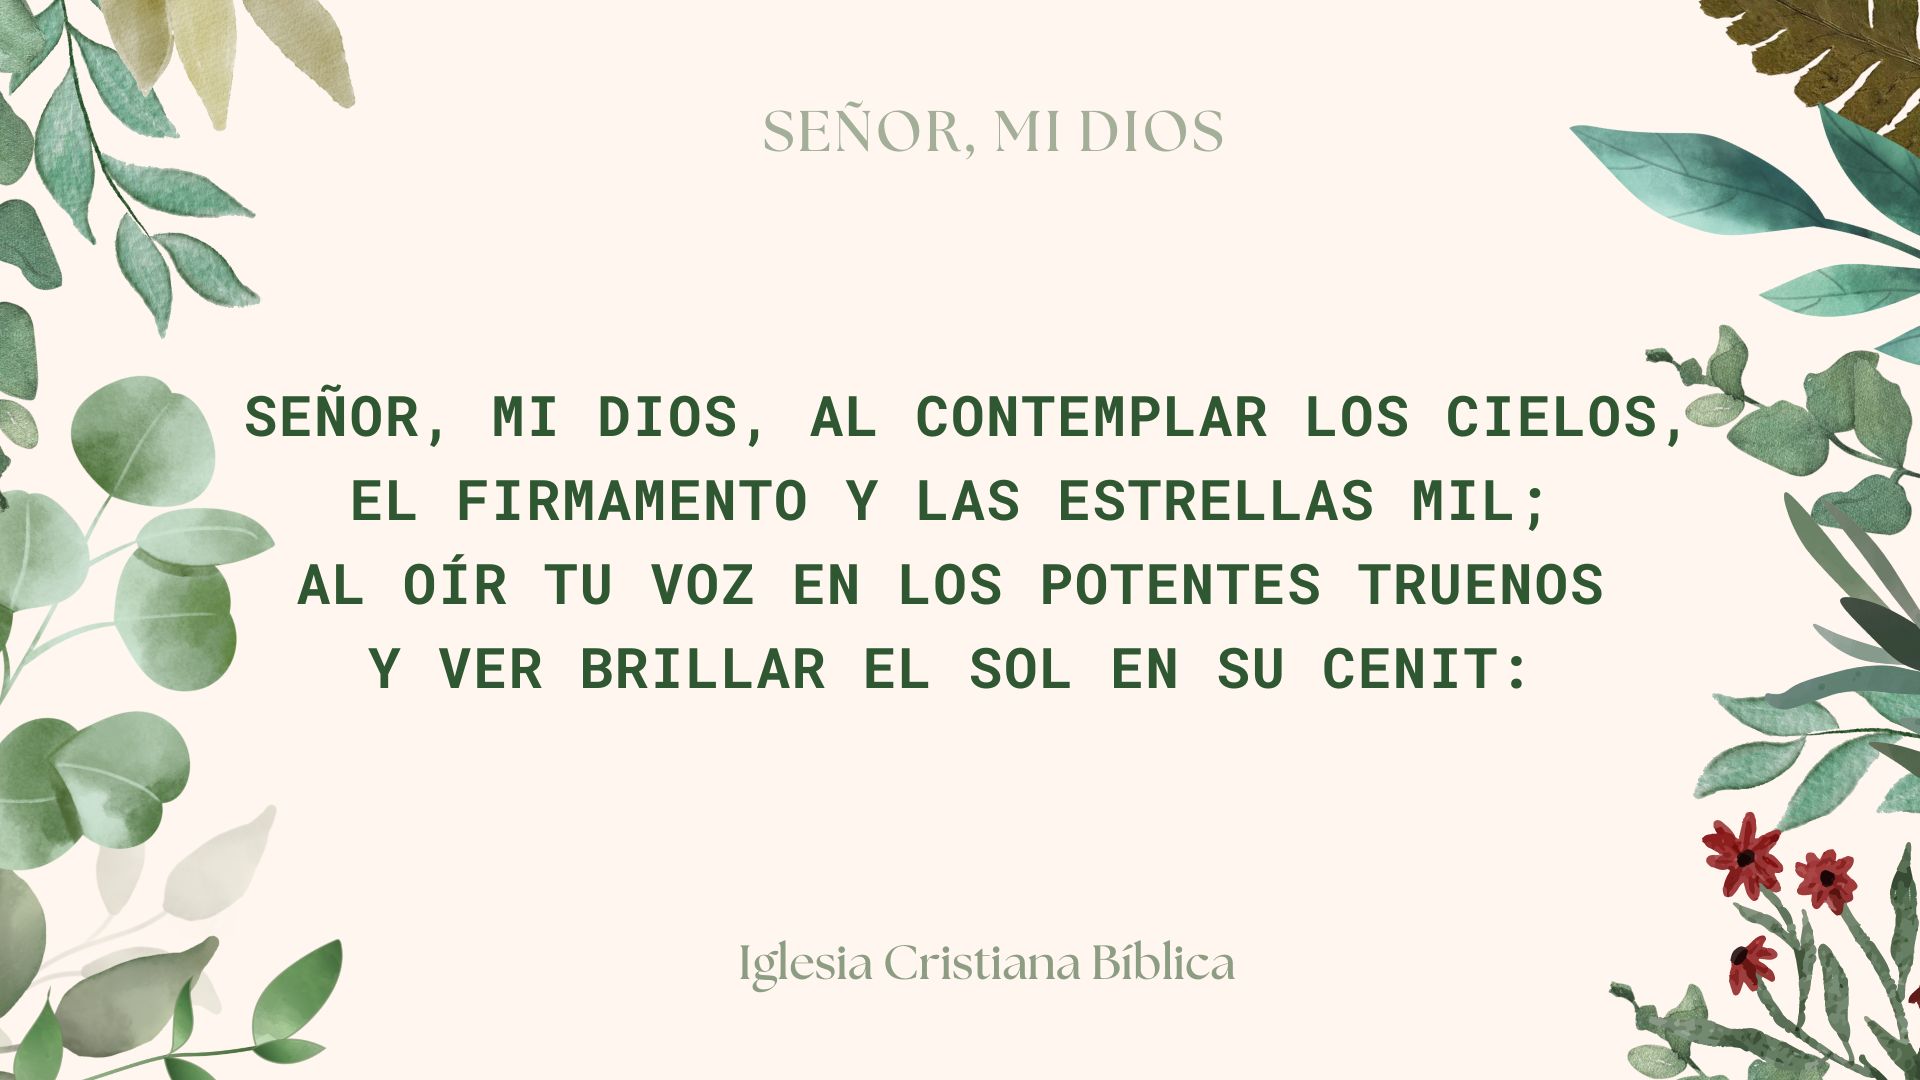 SEÑOR, MI DIOS
SEÑOR, MI DIOS, AL CONTEMPLAR LOS CIELOS,
EL FIRMAMENTO Y LAS ESTRELLAS MIL;
AL OÍR TU VOZ EN LOS POTENTES TRUENOS
Y VER BRILLAR EL SOL EN SU CENIT:
Iglesia Cristiana Bíblica